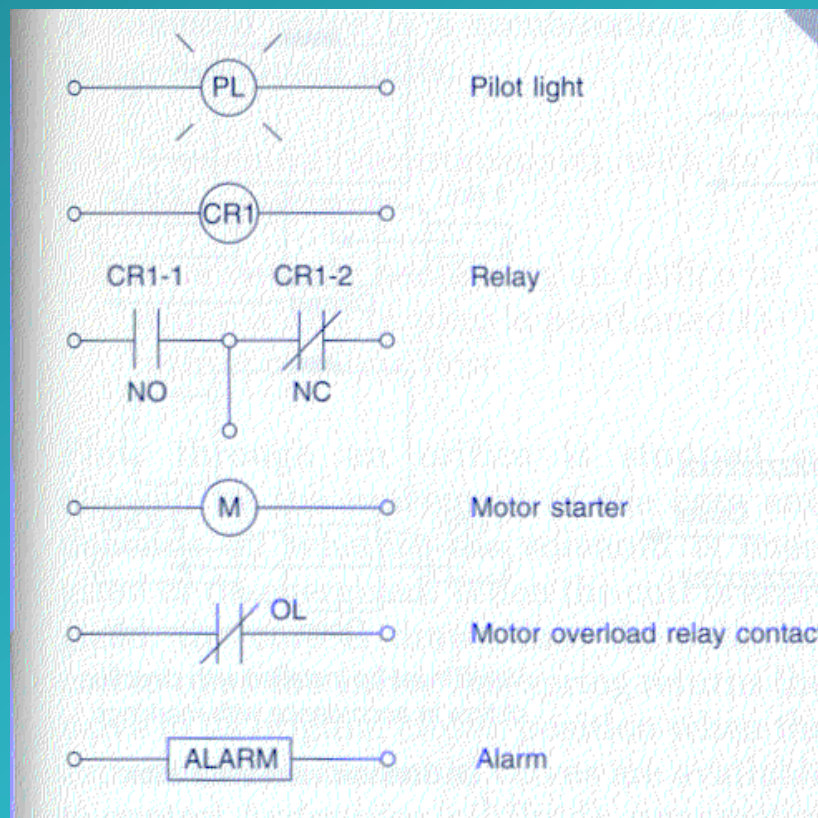 PL Pilot light
CR1
CR1-1 CR1-2 Relay
NO NC
M Motor starter
OL
Motor overload relay
ALARM Alarm